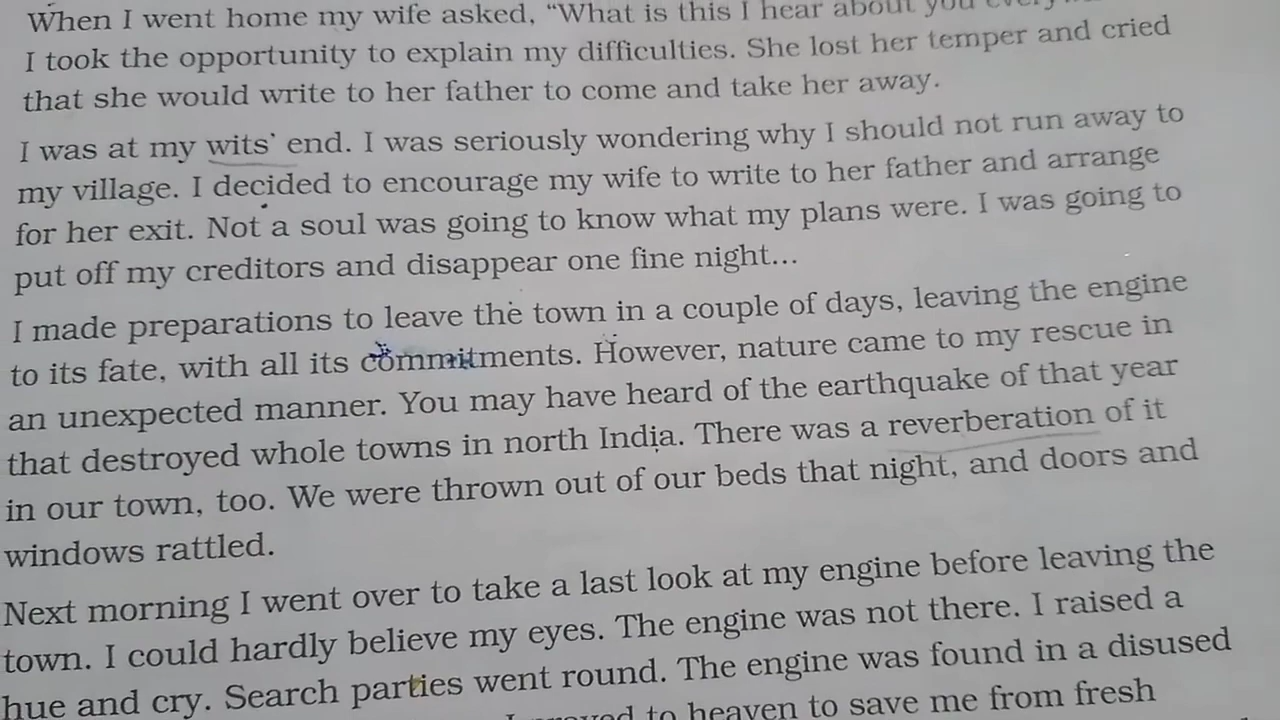 When I went home my wife asked, “What is this I hear about you
I took the opportunity to explain my difficulties. She lost her temper and cried
that she would write to her father to come and take her away.
I was at my wits’ end. I was seriously wondering why I should not run away to
my village. I decided to encourage my wife to write to her father and arrange
for her exit. Not a soul was going to know what my plans were. I was going to
put off my creditors and disappear one fine night...
I made preparations to leave the town in a couple of days, leaving the engine
to its fate, with all its commitments. However, nature came to my rescue in
an unexpected manner. You may have heard of the earthquake of that year
that destroyed whole towns in north India. There was a reverberation of it
in our town, too. We were thrown out of our beds that night, and doors and
windows rattled.
Next morning I went over to take a last look at my engine before leaving the
town. I could hardly believe my eyes. The engine was not there. I raised a
hue and cry. Search parties went round. The engine was found in a disused
to heaven to save me from fresh